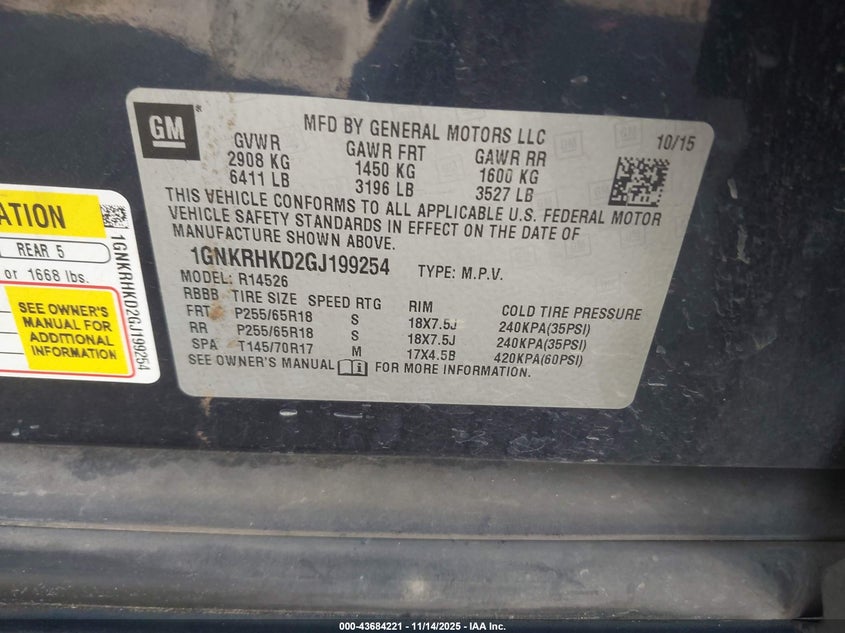 GM
MFD BY GENERAL MOTORS LLC
10/15
GVWR GAWR FRT GAWR RR
2908 KG 1450 KG 1600 KG
6411 LB 3196 LB 3527 LB
THIS VEHICLE CONFORMS TO ALL APPLICABLE U.S. FEDERAL MOTOR
VEHICLE SAFETY STANDARDS IN EFFECT ON THE DATE OF
MANUFACTURE SHOWN ABOVE.
1GNKRHKD2GJ199254 TYPE: M.P.V.
MODEL: R14526
RBBB TIRE SIZE SPEED RTG RIM COLD TIRE PRESSURE
FRT P255/65R18 S 18X7.5J 240KPA(35PSI)
RR P255/65R18 S 18X7.5J 240KPA(35PSI)
SPA T145/70R17 M 17X4.5B 420KPA(60PSI)
SEE OWNER'S MANUAL FOR MORE INFORMATION.
ATION
REAR 5
or 1668 lbs.
SEE OWNER'S
MANUAL FOR
ADDITIONAL
INFORMATION
1GNKRHKD2GJ199254
000-43684221 - 11/14/2025 - IAA Inc.